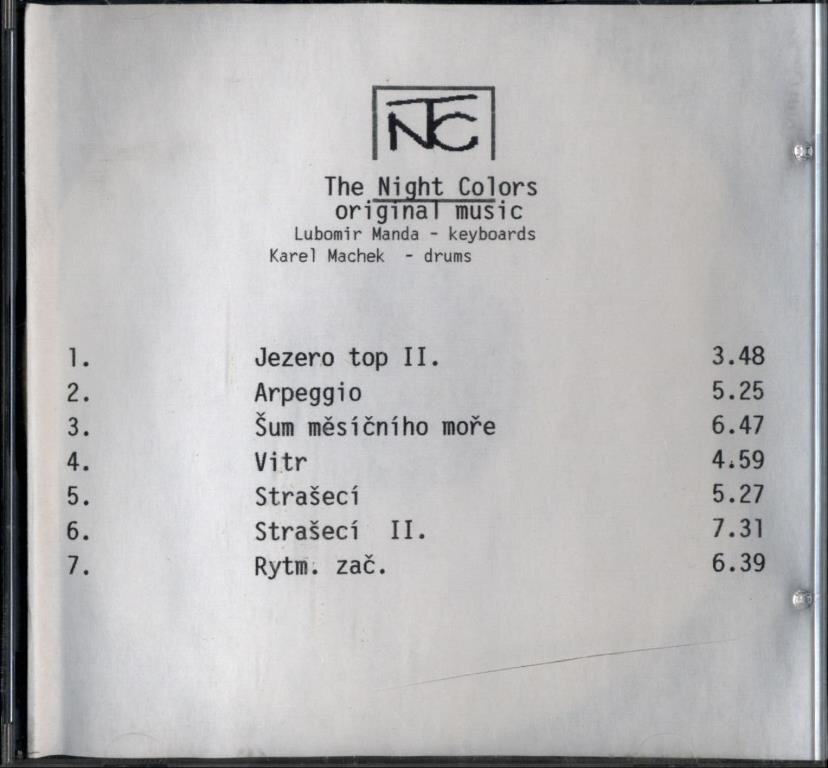 NTC
The Night Colors
original music
Lubomir Manda - keyboards
Karel Machek - drums
1. Jezero top II. 3.48
2. Arpeggio 5.25
3. Šum měsíčního moře 6.47
4. Vitr 4.59
5. Strašecí 5.27
6. Strašecí II. 7.31
7. Rytm. zač. 6.39